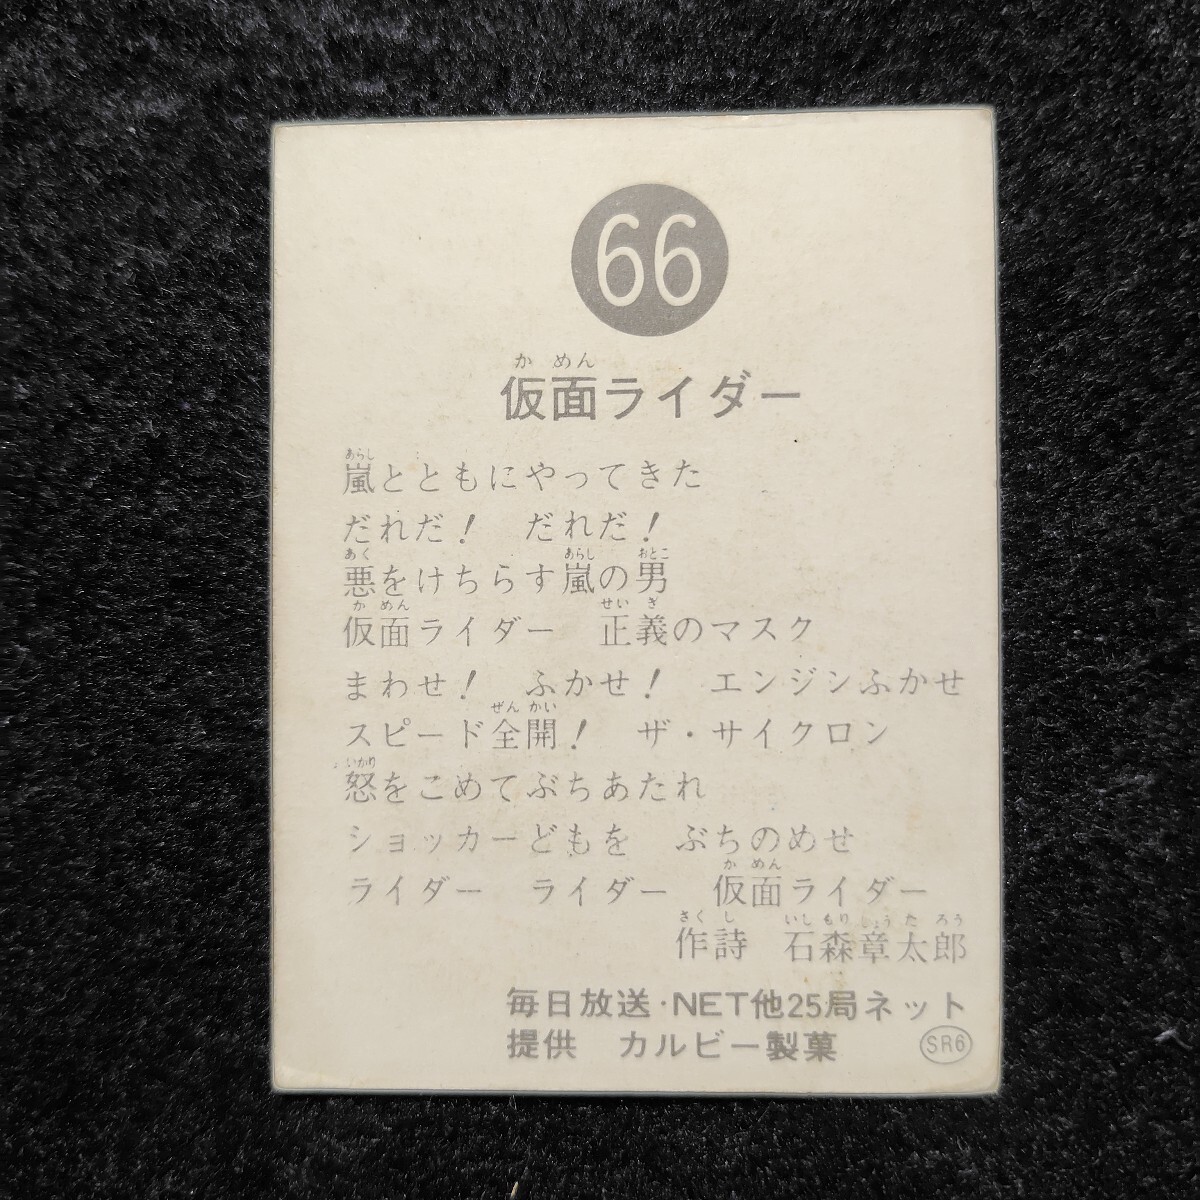 66
かめん
仮面ライダー
あらし
嵐とともにやってきた
だれだ！　だれだ！
あく　あらし　おとこ
悪をけちらす嵐の男
かめん　せいぎ
仮面ライダー　正義のマスク
まわせ！　ふかせ！　エンジンふかせ
ぜんかい
スピード全開！　ザ・サイクロン
いかり
怒をこめてぶちあたれ
ショッカーどもを　ぶちのめせ
かめん
ライダー　ライダー　仮面ライダー
さくし　いしもりしょうたろう
作詩　石森章太郎
毎日放送・NET他25局ネット
提供　カルビー製菓
SR6